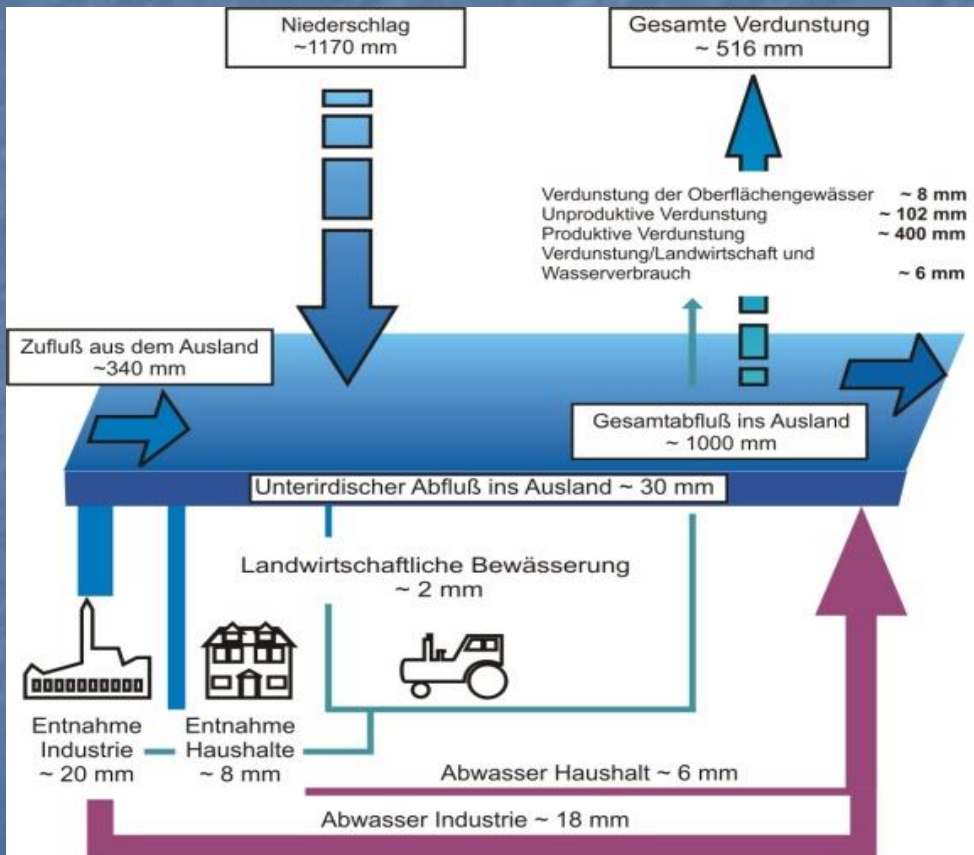 Niederschlag
~1170 mm
Gesamte Verdunstung
~ 516 mm
Verdunstung der Oberflächengewässer ~ 8 mm
Unproduktive Verdunstung ~ 102 mm
Produktive Verdunstung ~ 400 mm
Verdunstung/Landwirtschaft und
Wasserverbrauch ~ 6 mm
Zufluß aus dem Ausland
~340 mm
Gesamtabfluß ins Ausland
~ 1000 mm
Unterirdischer Abfluß ins Ausland ~ 30 mm
Landwirtschaftliche Bewässerung
~ 2 mm
Entnahme
Industrie
~ 20 mm
Entnahme
Haushalte
~ 8 mm
Abwasser Haushalt ~ 6 mm
Abwasser Industrie ~ 18 mm